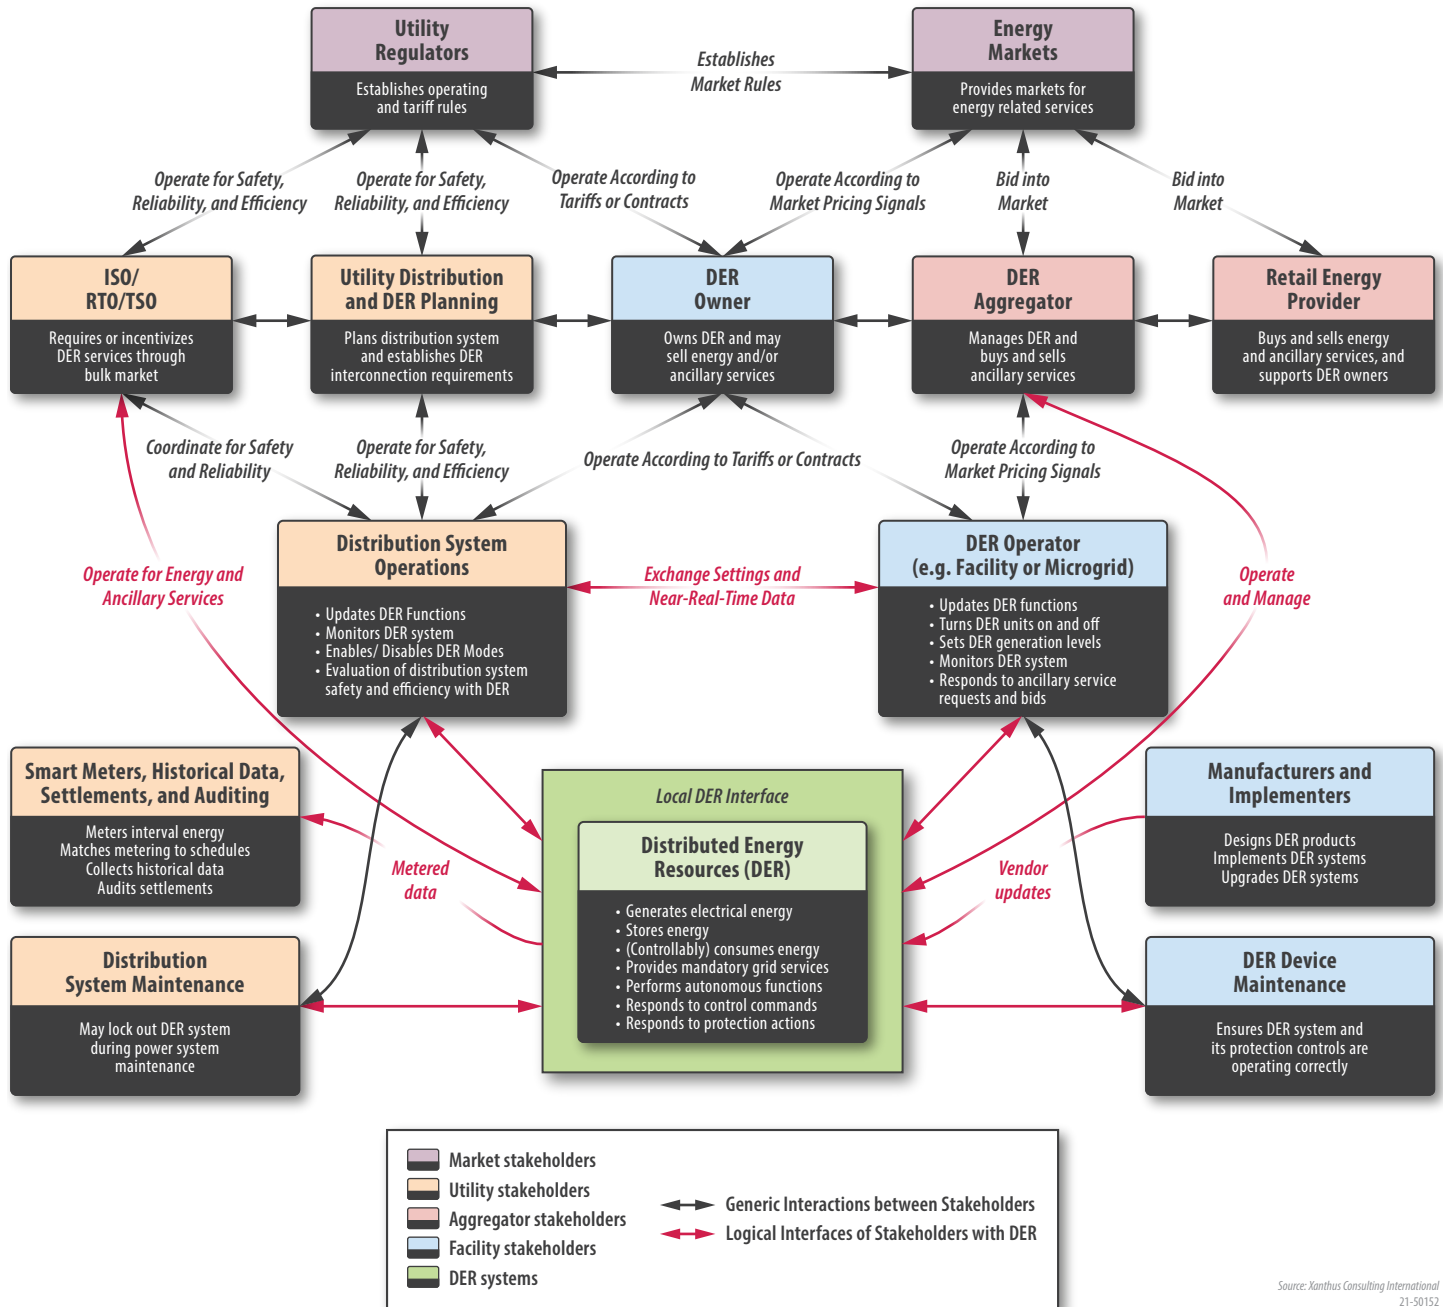 Utility
Regulators
Establishes operating
and tariff rules
Establishes
Market Rules
Energy
Markets
Provides markets for
energy related services
Operate for Safety,
Reliability, and Efficiency
Operate for Safety,
Reliability, and Efficiency
Operate According to
Tariffs or Contracts
Operate According to
Market Pricing Signals
Bid into
Market
Bid into
Market
ISO/
RTO/TSO
Requires or incentivizes
DER services through
bulk market
Utility Distribution
and DER Planning
Plans distribution system
and establishes DER
interconnection requirements
DER
Owner
Owns DER and may
sell energy and/or
ancillary services
DER
Aggregator
Manages DER and
buys and sells
ancillary services
Retail Energy
Provider
Buys and sells energy
and ancillary services, and
supports DER owners
Coordinate for Safety
and Reliability
Operate for Safety,
Reliability, and Efficiency
Operate According to Tariffs or Contracts
Operate According to
Market Pricing Signals
Operate for Energy and
Ancillary Services
Distribution System
Operations
• Updates DER Functions
• Monitors DER system
• Enables/ Disables DER Modes
• Evaluation of distribution system
safety and efficiency with DER
Exchange Settings and
Near-Real-Time Data
DER Operator
(e.g. Facility or Microgrid)
• Updates DER functions
• Turns DER units on and off
• Sets DER generation levels
• Monitors DER system
• Responds to ancillary service
requests and bids
Operate
and Manage
Smart Meters, Historical Data,
Settlements, and Auditing
Meters interval energy
Matches metering to schedules
Collects historical data
Audits settlements
Metered
data
Local DER Interface
Distributed Energy
Resources (DER)
• Generates electrical energy
• Stores energy
• (Controllably) consumes energy
• Provides mandatory grid services
• Performs autonomous functions
• Responds to control commands
• Responds to protection actions
Vendor
updates
Manufacturers and
Implementers
Designs DER products
Implements DER systems
Upgrades DER systems
Distribution
System Maintenance
May lock out DER system
during power system
maintenance
DER Device
Maintenance
Ensures DER system and
its protection controls are
operating correctly
Market stakeholders
Utility stakeholders
Aggregator stakeholders
Facility stakeholders
DER systems
Generic Interactions between Stakeholders
Logical Interfaces of Stakeholders with DER
Source: Xanthus Consulting International
21-50152